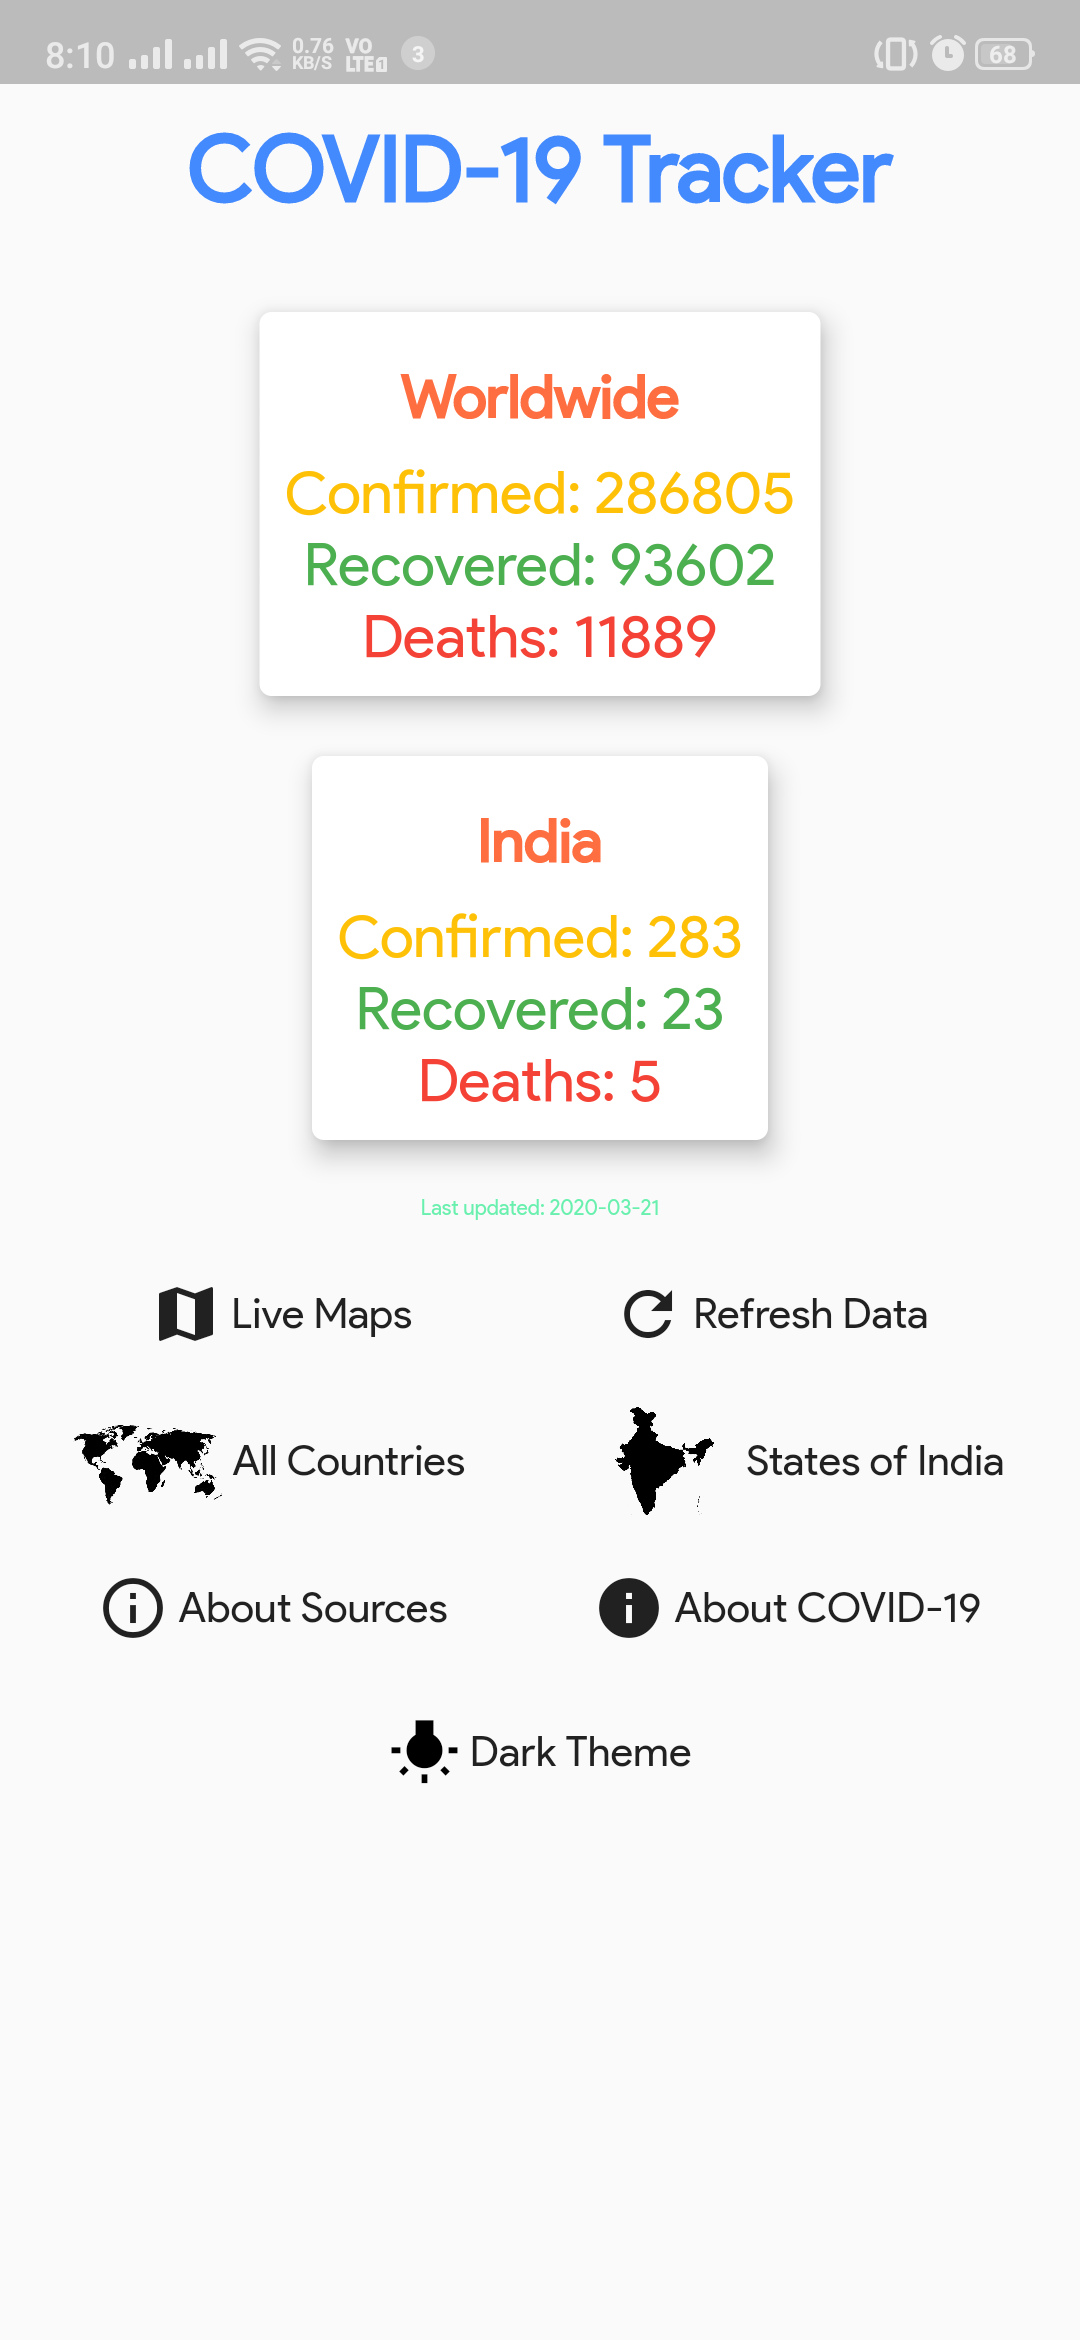 8:10 0.76 KB/S VO LTE 1 3 68
COVID-19 Tracker
Worldwide
Confirmed: 286805
Recovered: 93602
Deaths: 11889
India
Confirmed: 283
Recovered: 23
Deaths: 5
Last updated: 2020-03-21
Live Maps Refresh Data
All Countries States of India
About Sources About COVID-19
Dark Theme